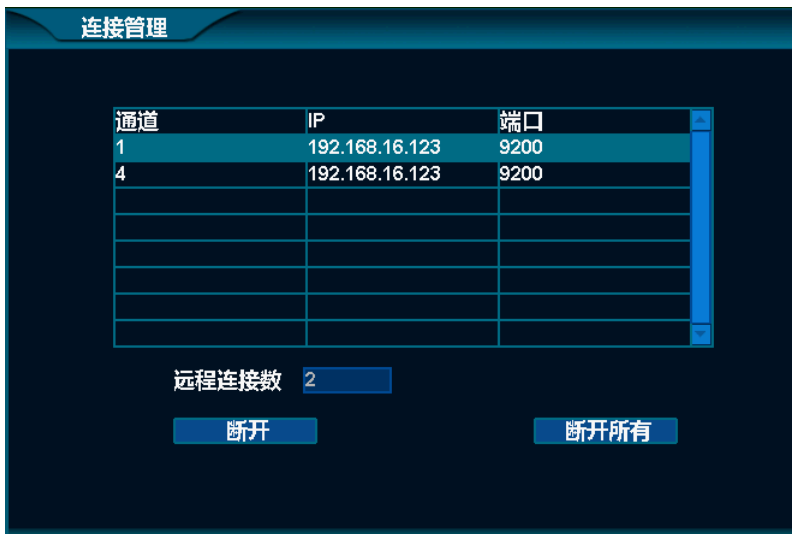 连接管理
通道 IP 端口
1 192.168.16.123 9200
4 192.168.16.123 9200
远程连接数 2
断开 断开所有